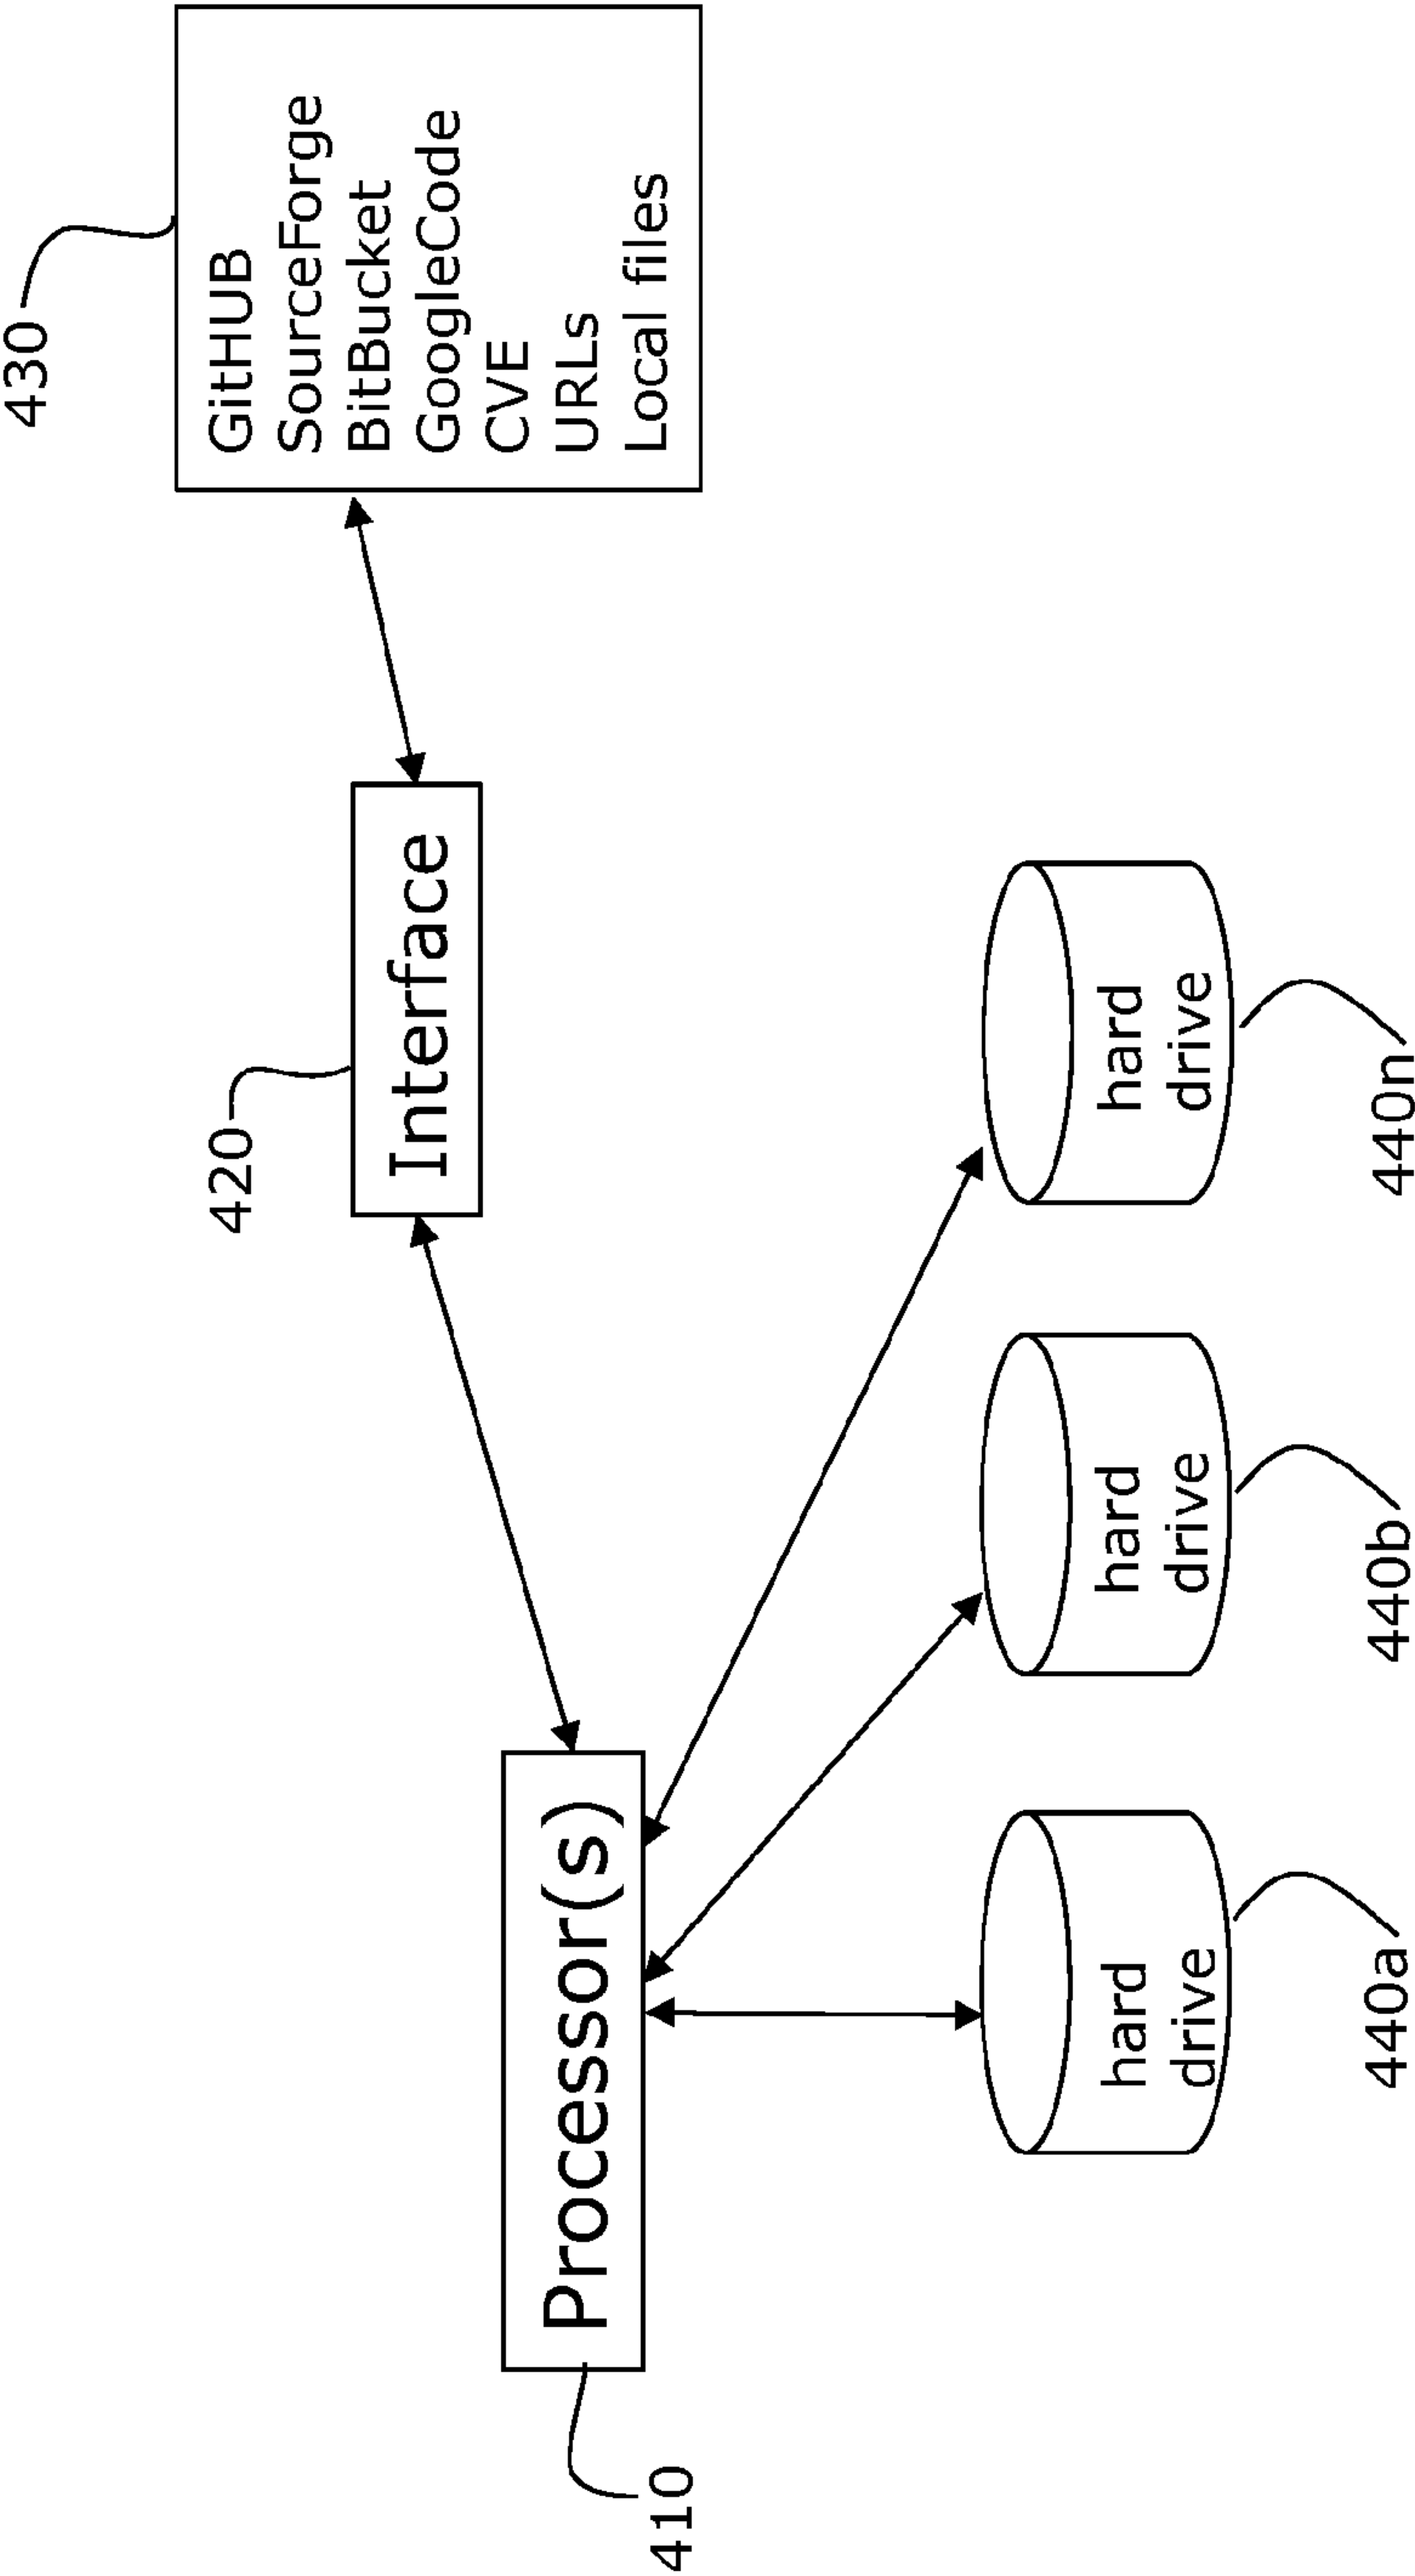 430
GitHUB
SourceForge
BitBucket
GoogleCode
CVE
URLs
Local files
420
Interface
Processor(s)
410
hard
drive
440a
hard
drive
440b
hard
drive
440n